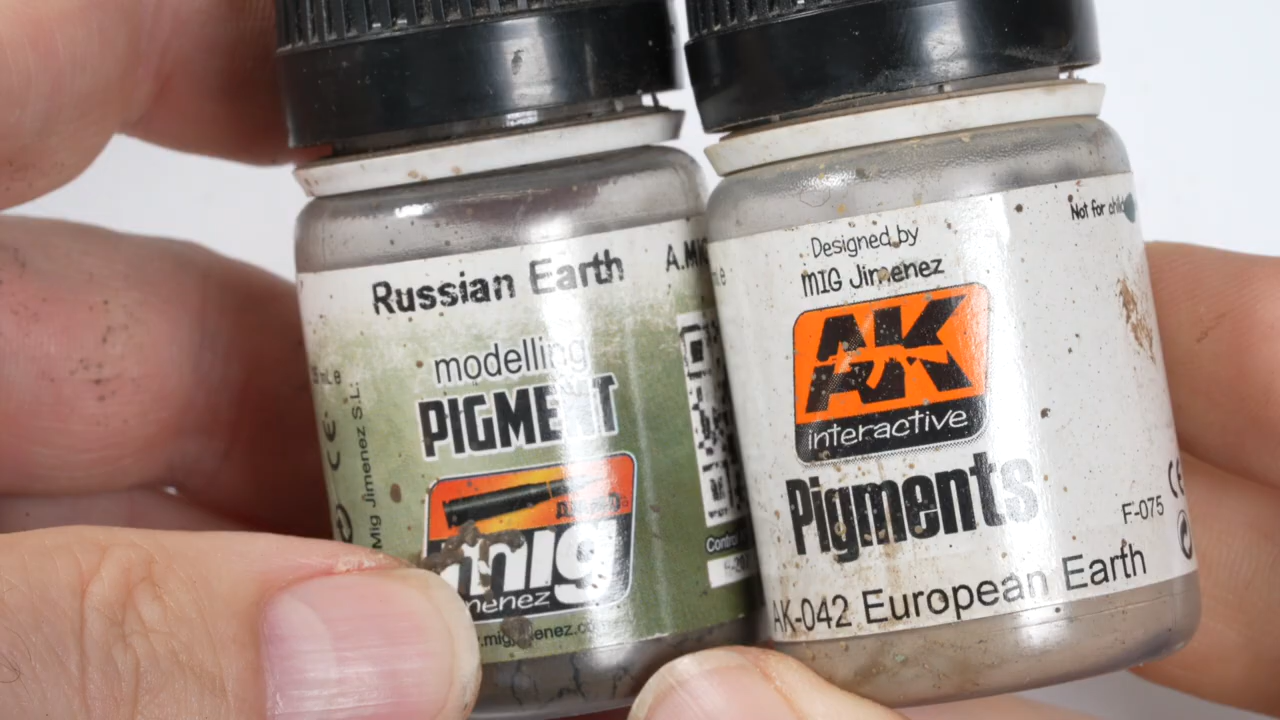 Russian Earth
modelling
PIGMENT
mig
Mig Jimenez S.L.
Designed by
MIG Jimenez
AK
interactive
Pigments
F-075
AK-042 European Earth
Not for